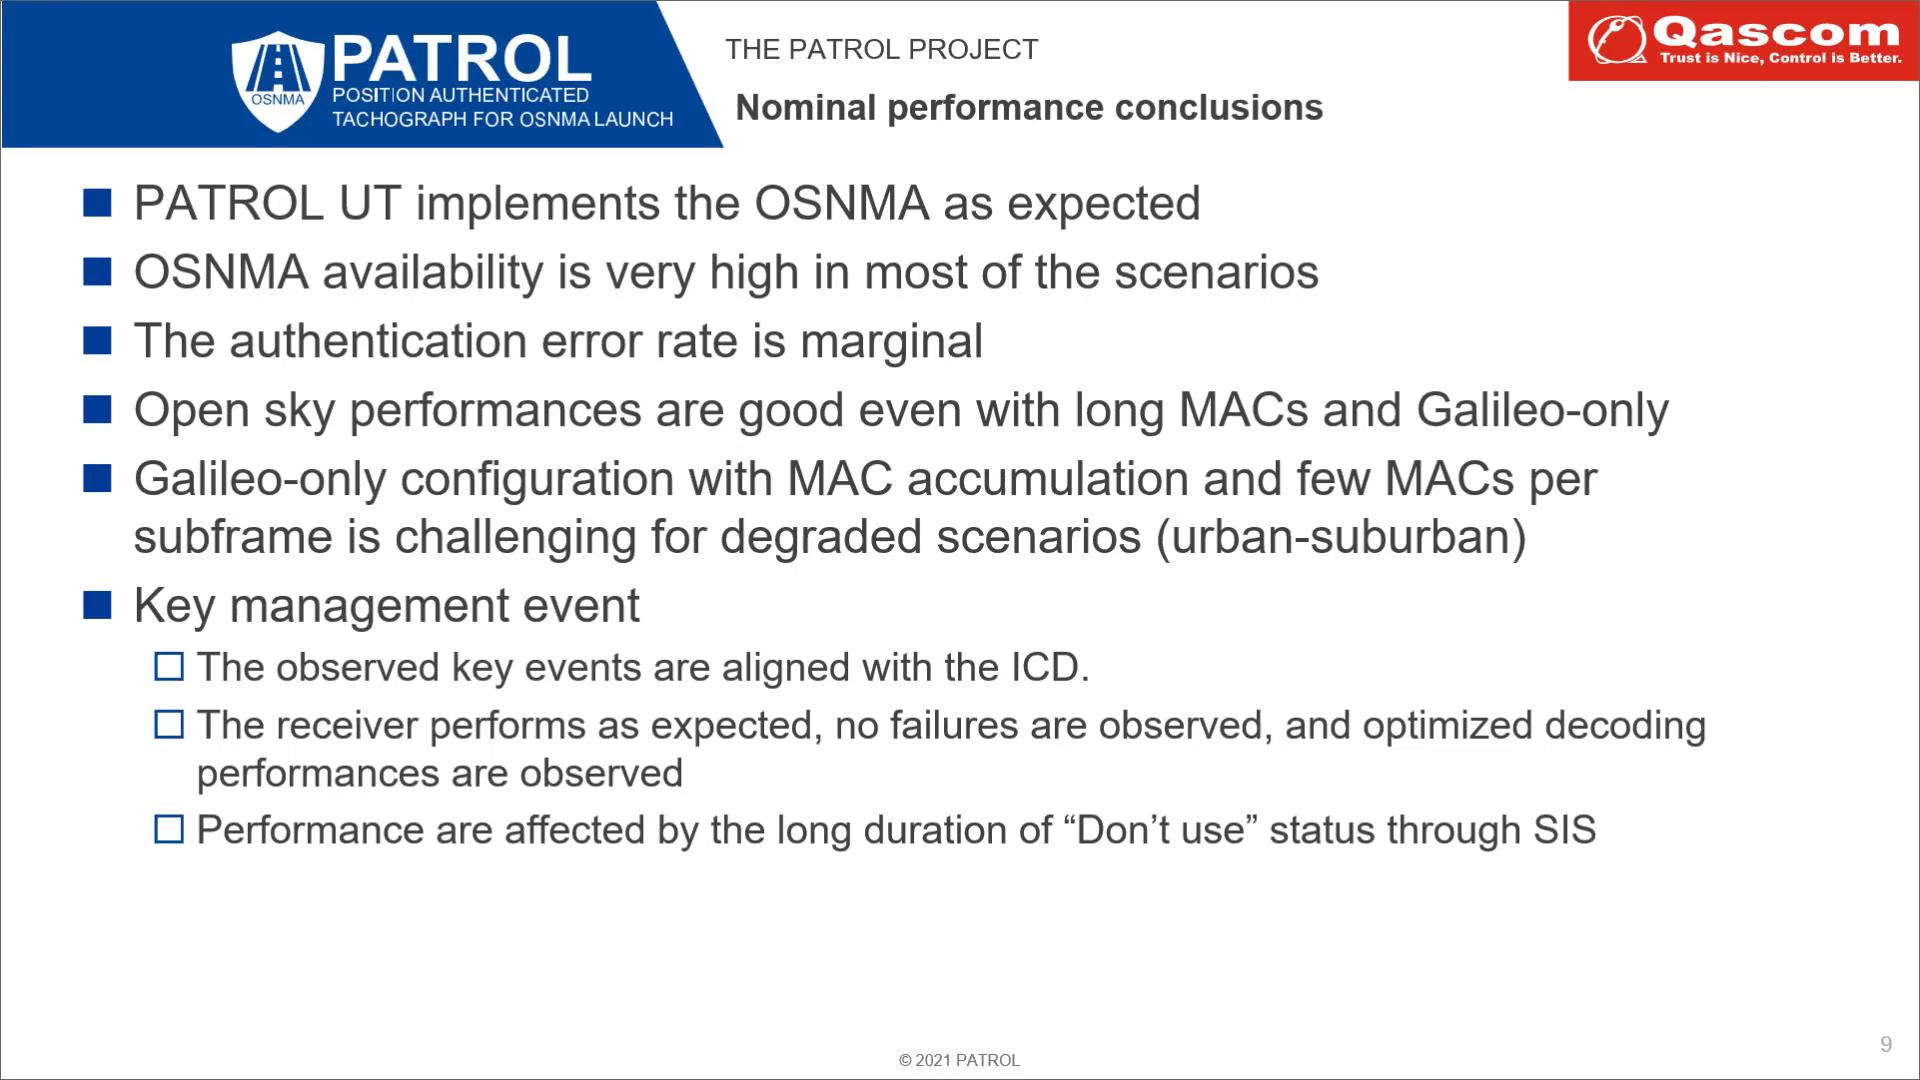 OSNMA
PATROL
POSITION AUTHENTICATED
TACHOGRAPH FOR OSNMA LAUNCH
THE PATROL PROJECT
Nominal performance conclusions
Qascom
Trust is Nice, Control is Better.
PATROL UT implements the OSNMA as expected
OSNMA availability is very high in most of the scenarios
The authentication error rate is marginal
Open sky performances are good even with long MACs and Galileo-only
Galileo-only configuration with MAC accumulation and few MACs per
subframe is challenging for degraded scenarios (urban-suburban)
Key management event
The observed key events are aligned with the ICD.
The receiver performs as expected, no failures are observed, and optimized decoding
performances are observed
Performance are affected by the long duration of “Don’t use” status through SIS
© 2021 PATROL
9